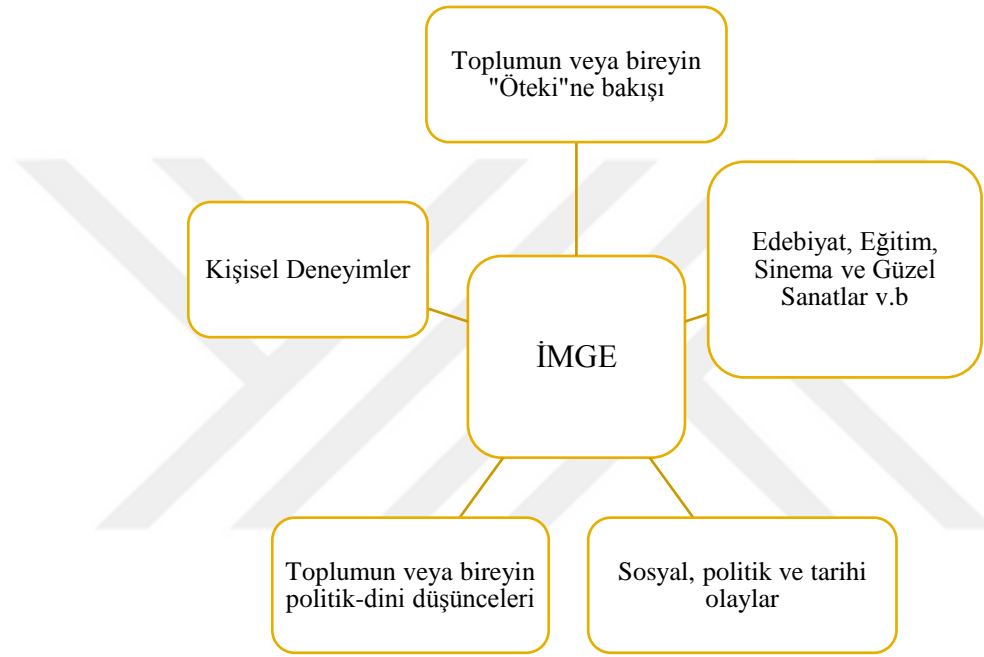 Toplumun veya bireyin
"Öteki"ne bakışı
Kişisel Deneyimler
Edebiyat, Eğitim,
Sinema ve Güzel
Sanatlar v.b
İMGE
Toplumun veya bireyin
politik-dini düşünceleri
Sosyal, politik ve tarihi
olaylar